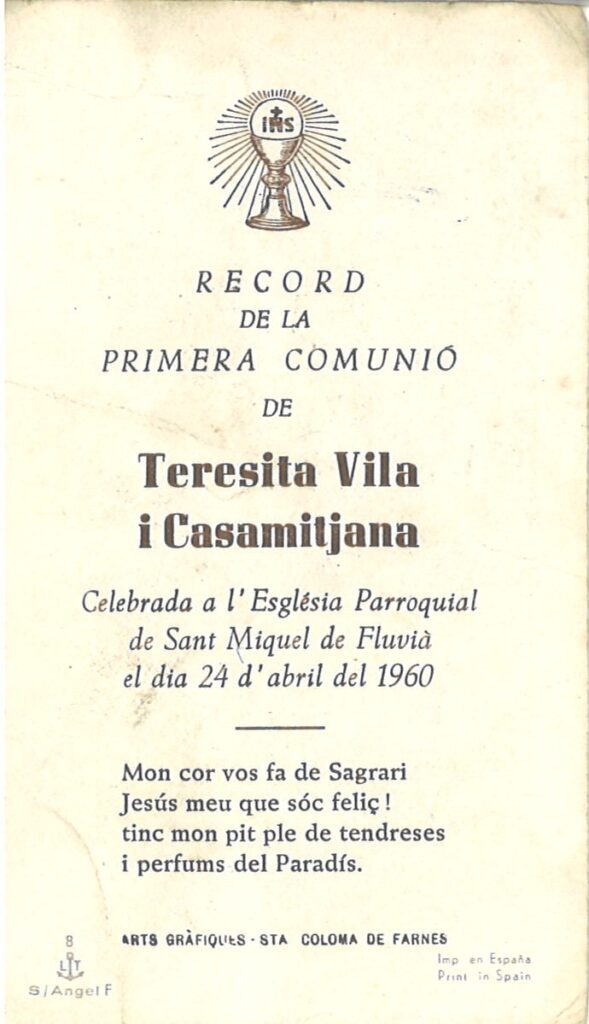 IHS
RECORD
DE LA
PRIMERA COMUNIÓ
DE
Teresita Vila
i Casamitjana
Celebrada a l'Església Parroquial
de Sant Miquel de Fluvià
el dia 24 d'abril del 1960
Mon cor vos fa de Sagrari
Jesús meu que sóc feliç!
tinc mon pit ple de tendreses
i perfums del Paradís.
ARTS GRÀFIQUES - STA COLOMA DE FARNES
Imp en España
Print in Spain
8
LT
S/Angel F